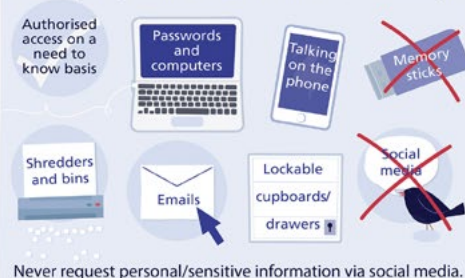 Authorised
access on a
need to
know basis
Passwords
and
computers
Talking
on the
phone
Memory
sticks
Shredders
and bins
Emails
Lockable
cupboards/
drawers
Social
media
Never request personal/sensitive information via social media.